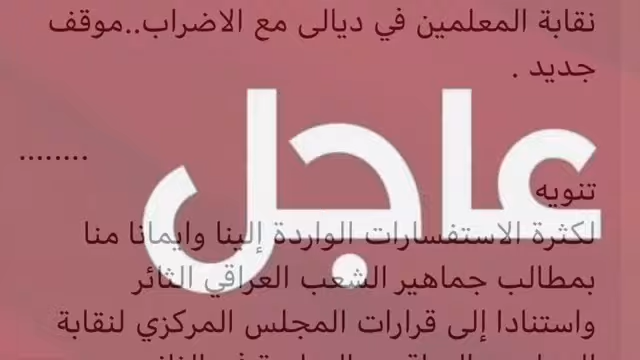 نقابة المعلمين في ديالى مع الاضراب..موقف
جديد .
........
عاجل
تنويه
لكثرة الاستفسارات الواردة إلينا وايمانا منا
بمطالب جماهير الشعب العراقي الثائر
واستنادا إلى قرارات المجلس المركزي لنقابة